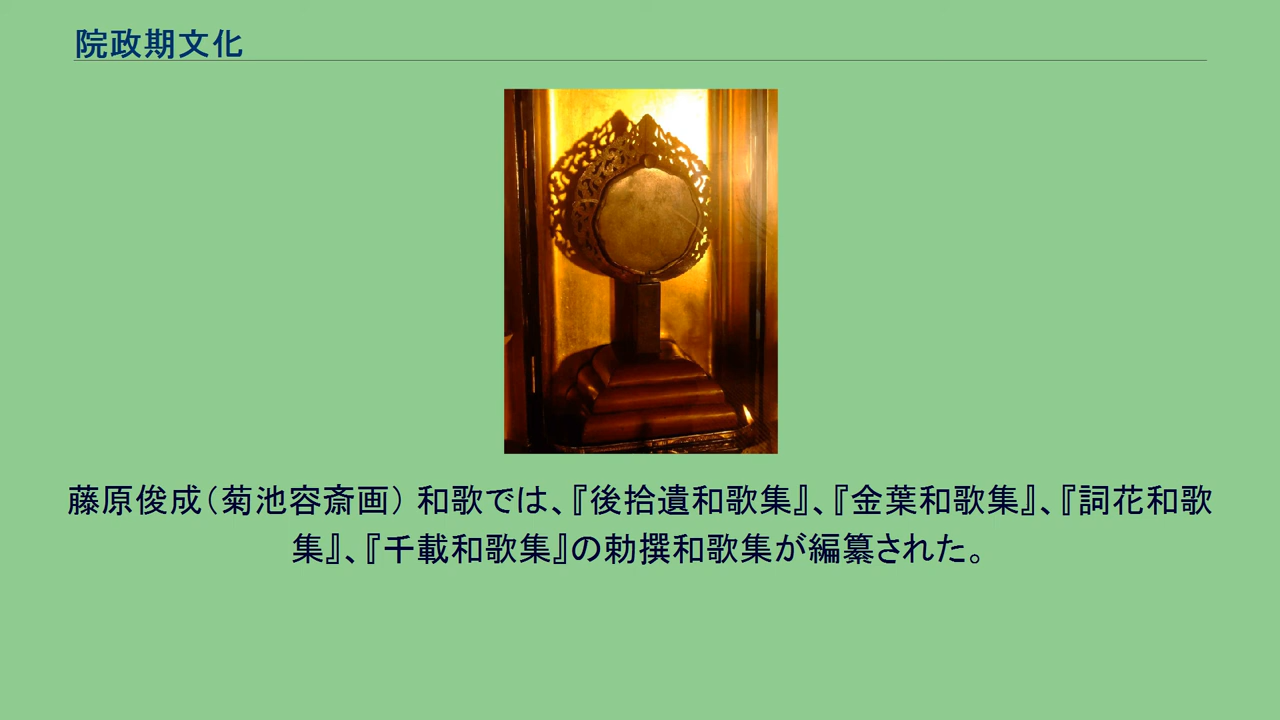 院政期文化
藤原俊成（菊池容斎画） 和歌では、『後拾遺和歌集』、『金葉和歌集』、『詞花和歌
集』、『千載和歌集』の勅撰和歌集が編纂された。